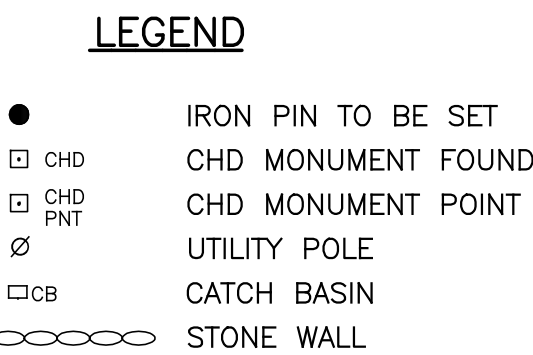 LEGEND
IRON PIN TO BE SET
CHD CHD MONUMENT FOUND
CHD
PNT CHD MONUMENT POINT
UTILITY POLE
CB CATCH BASIN
STONE WALL